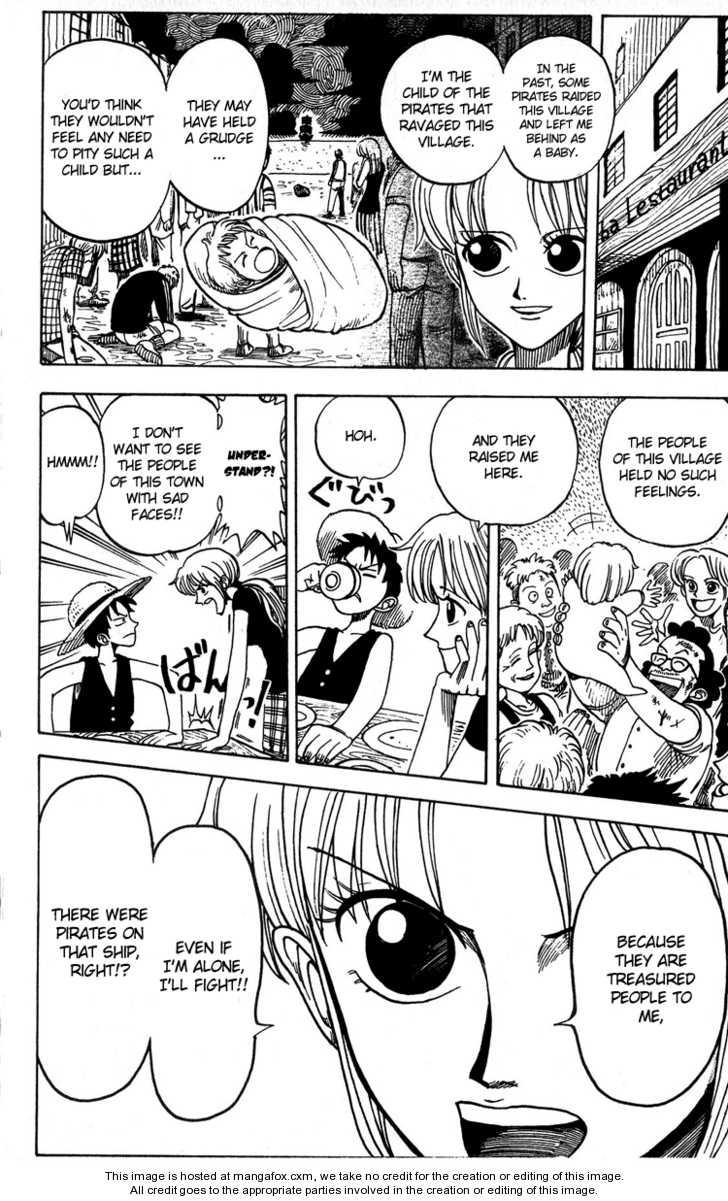 ba Lestaurant
IN THE
PAST, SOME
PIRATES RAIDED
THIS VILLAGE
AND LEFT ME
BEHIND AS
A BABY.
I'M THE
CHILD OF THE
PIRATES THAT
RAVAGED THIS
VILLAGE.
THEY MAY
HAVE HELD
A GRUDGE
...
YOU'D THINK
THEY WOULDN'T
FEEL ANY NEED
TO PITY SUCH A
CHILD BUT...
THE PEOPLE
OF THIS VILLAGE
HELD NO SUCH
FEELINGS.
AND THEY
RAISED ME
HERE.
HOH.
ぐびっ
UNDER-
STAND?!
I DON'T
WANT TO SEE
THE PEOPLE
OF THIS TOWN
WITH SAD
FACES!!
HMMM!!
ばんっ!
BECAUSE
THEY ARE
TREASURED
PEOPLE TO
ME,
EVEN IF
I'M ALONE,
I'LL FIGHT!!
THERE WERE
PIRATES ON
THAT SHIP,
RIGHT!?
This image is hosted at mangafox.cxm, we take no credit for the creation or editing of this image.
All credit goes to the appropriate parties involved in the creation or editing of this image